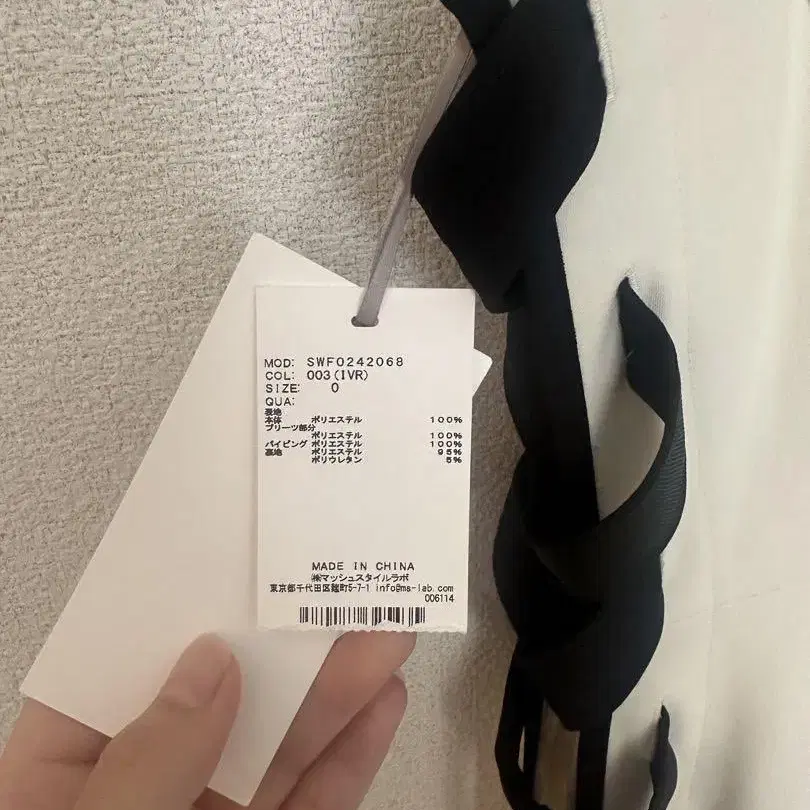 MOD: SWF0242068
COL: 003(IVR)
SIZE: 0
QUA:
表地
本体 ポリエステル 100%
プリーツ部分
ポリエステル 100%
パイピング ポリエステル 100%
裏地 ポリエステル 95%
ポリウレタン 5%
MADE IN CHINA
㈱マッシュスタイルラボ
東京都千代田区麹町5-7-1 info@ms-lab.com
006114